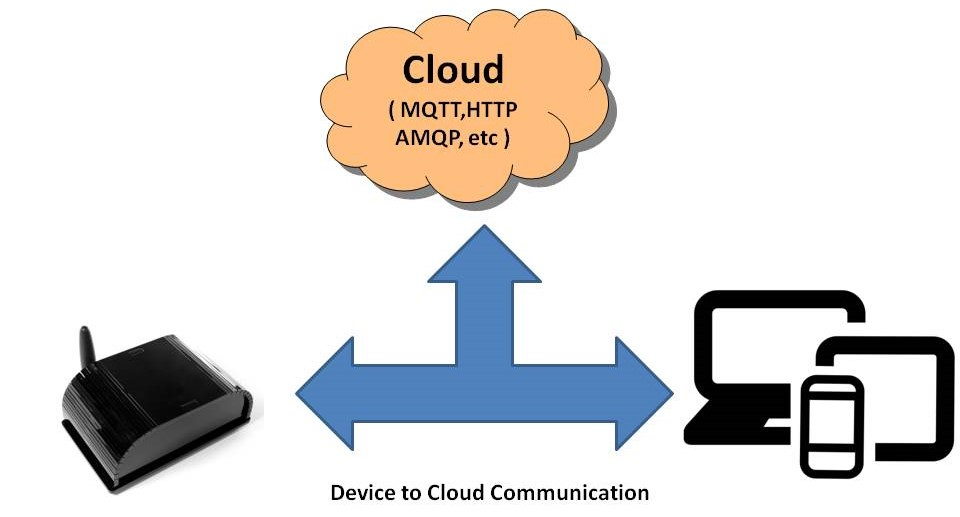 Cloud
( MQTT,HTTP
AMQP, etc )
Device to Cloud Communication